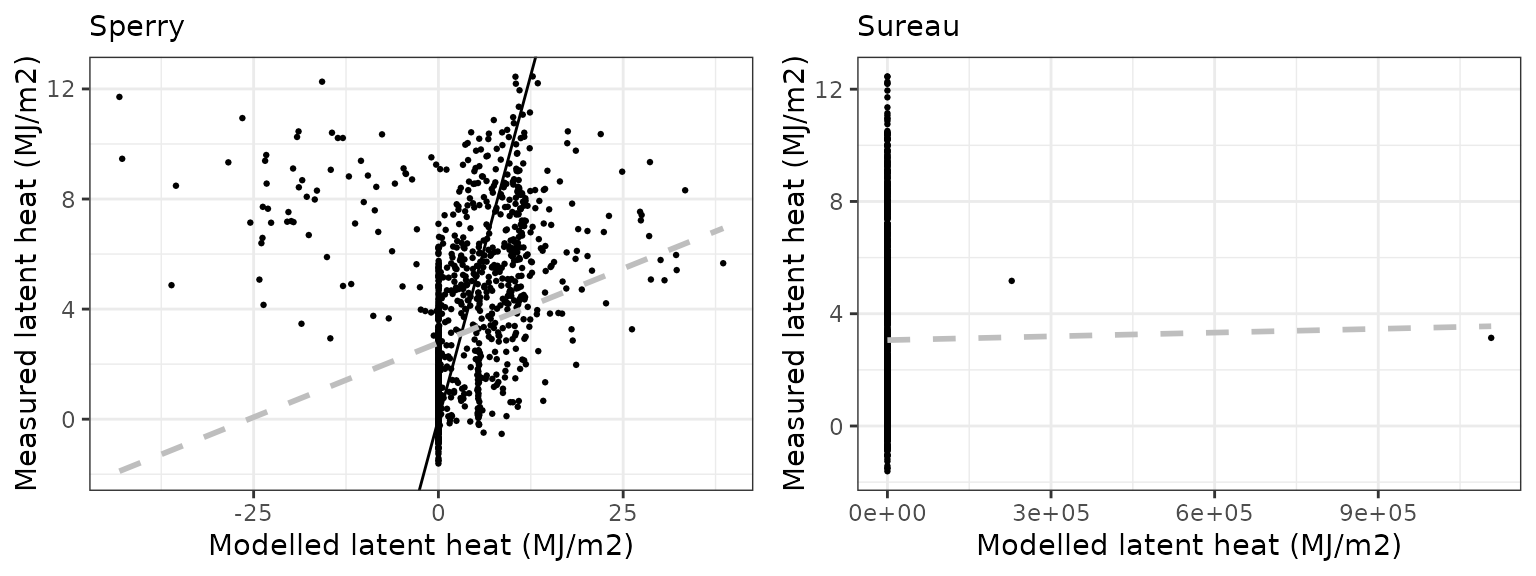 Sperry
Measured latent heat (MJ/m2)
12
8
4
0
-25
0
25
Modelled latent heat (MJ/m2)
Sureau
Measured latent heat (MJ/m2)
12
8
4
0
0e+00
3e+05
6e+05
9e+05
Modelled latent heat (MJ/m2)